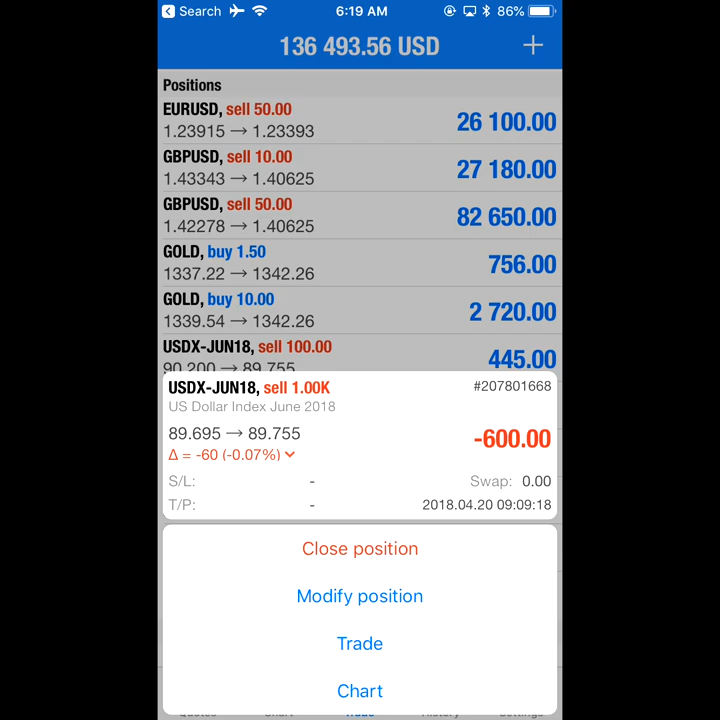 Search 6:19 AM 86%
136 493.56 USD +
Positions
EURUSD, sell 50.00
1.23915 → 1.23393 26 100.00
GBPUSD, sell 10.00
1.43343 → 1.40625 27 180.00
GBPUSD, sell 50.00
1.42278 → 1.40625 82 650.00
GOLD, buy 1.50
1337.22 → 1342.26 756.00
GOLD, buy 10.00
1339.54 → 1342.26 2 720.00
USDX-JUN18, sell 100.00
90.200 → 89.755 445.00
USDX-JUN18, sell 1.00K #207801668
US Dollar Index June 2018
89.695 → 89.755 -600.00
Δ = -60 (-0.07%)
S/L: - Swap: 0.00
T/P: - 2018.04.20 09:09:18
Close position
Modify position
Trade
Chart